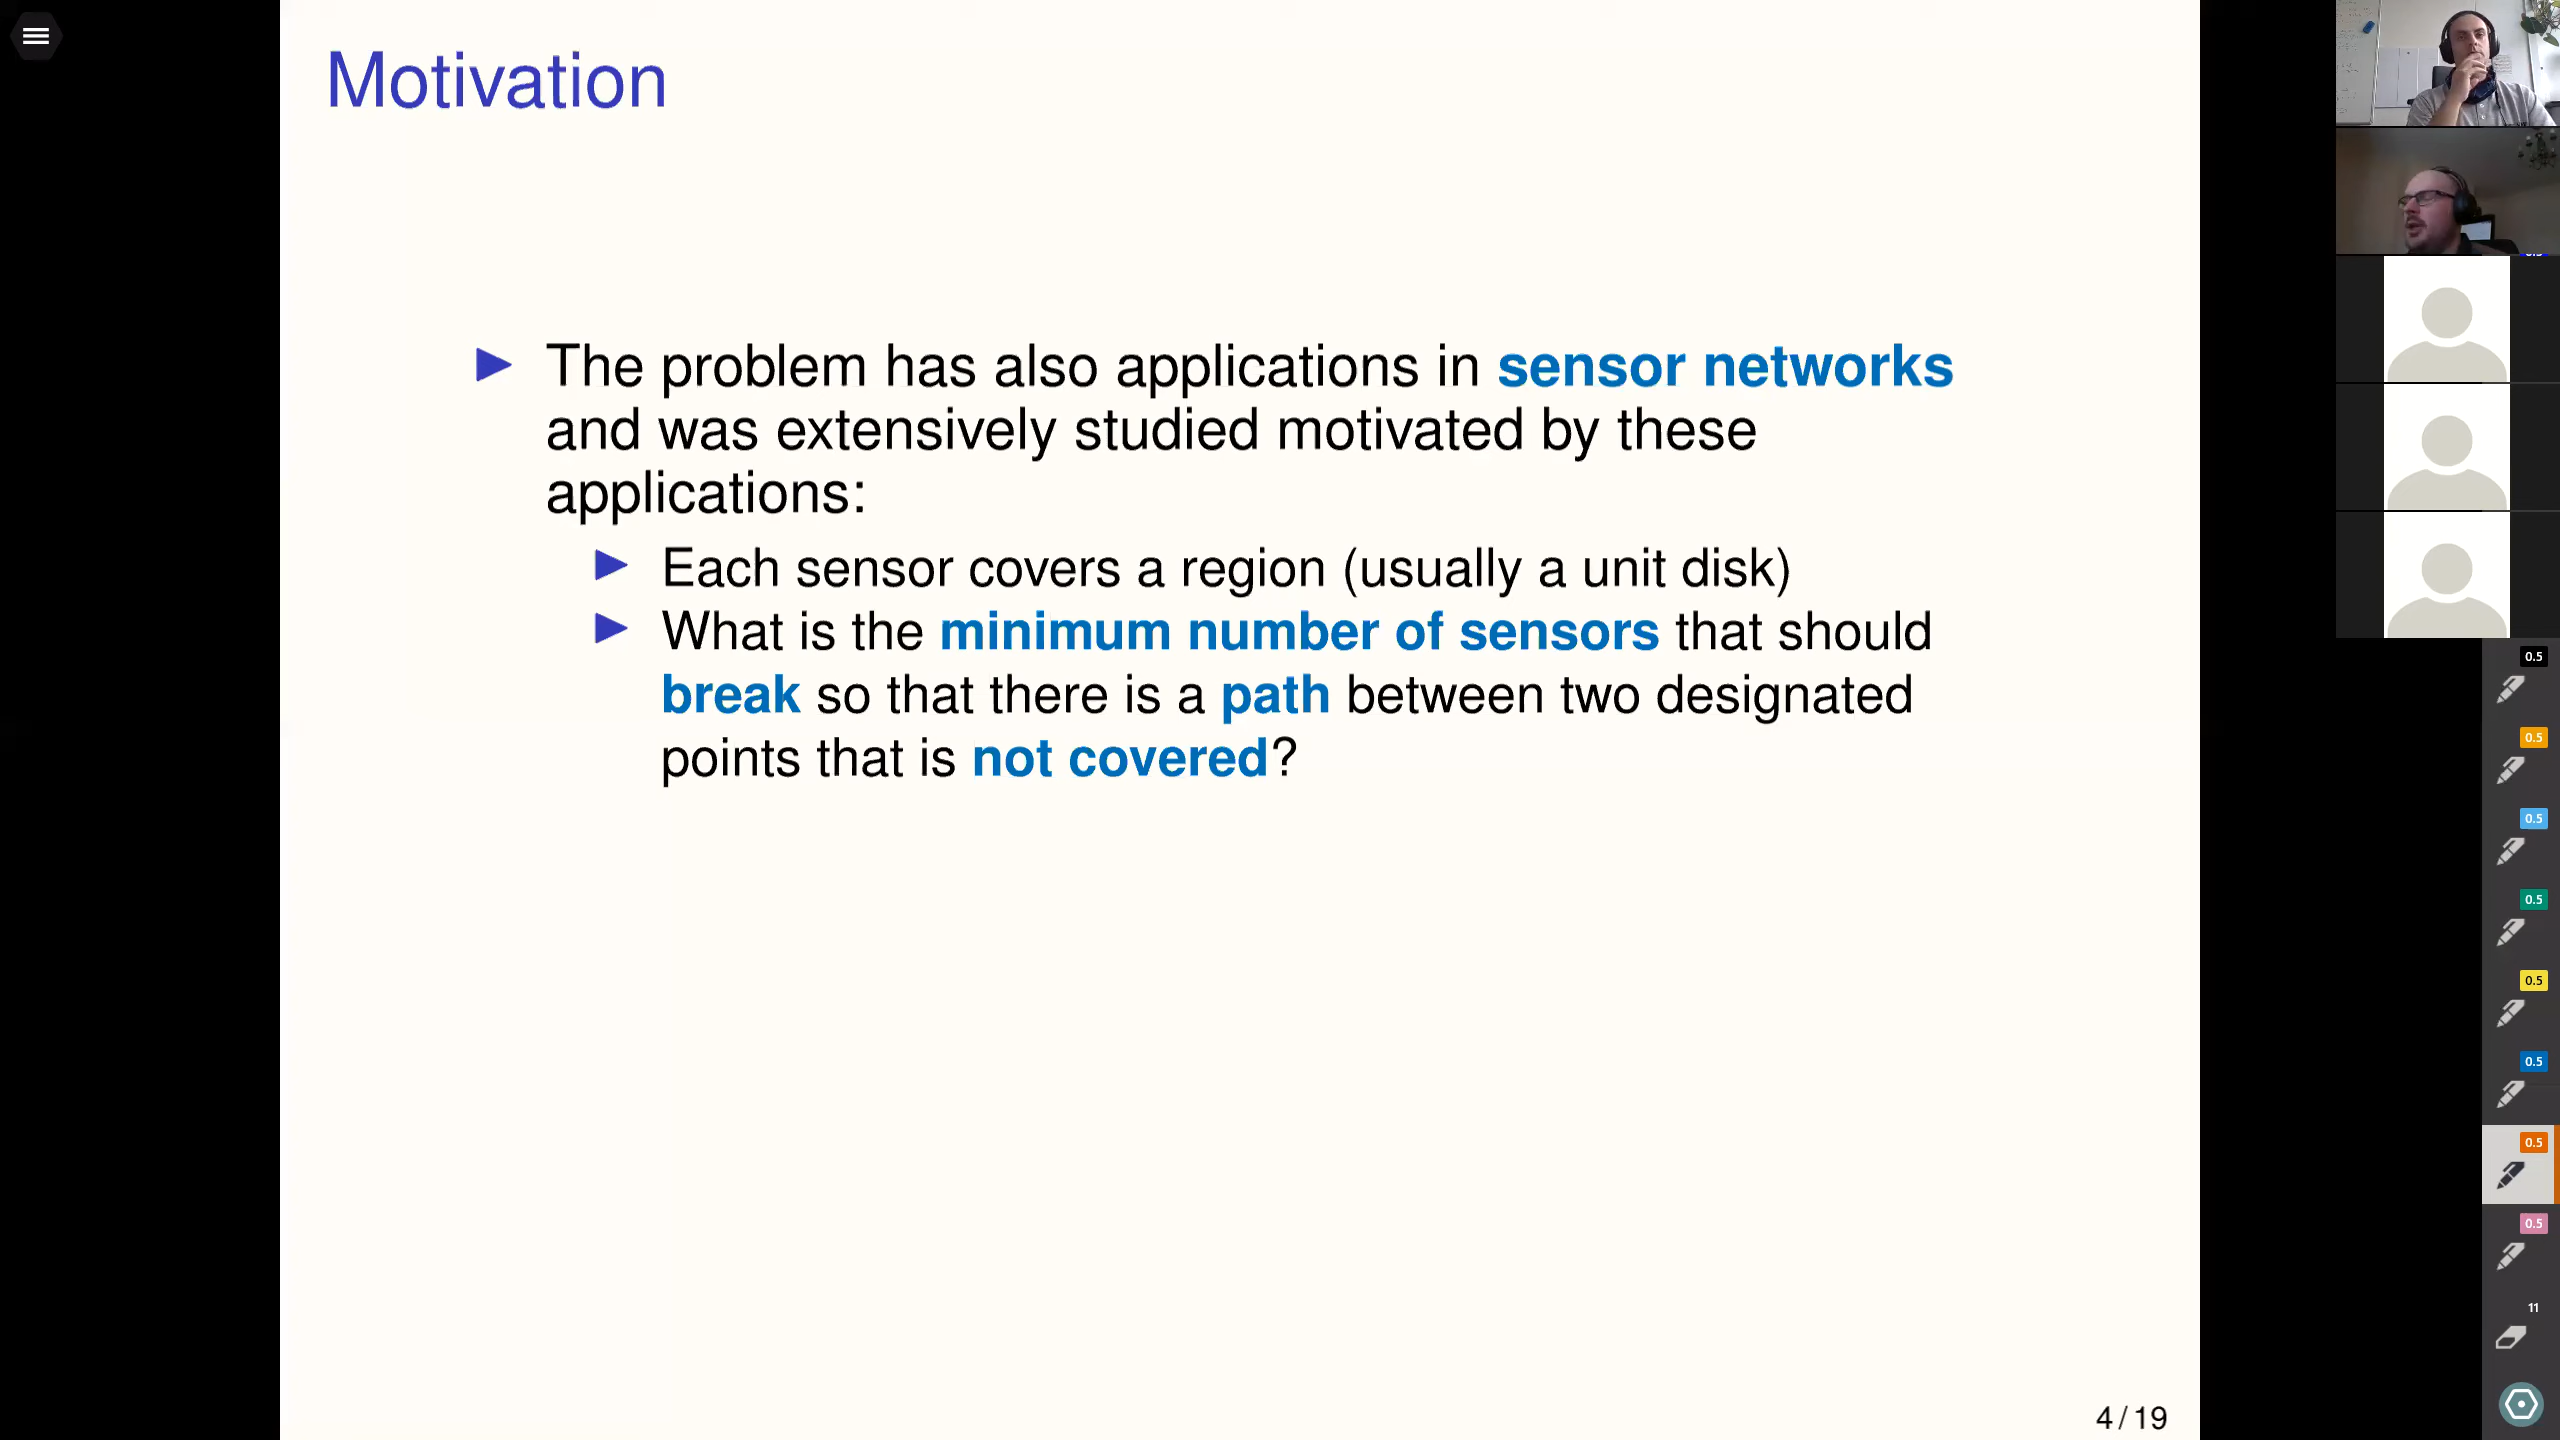 Motivation
The problem has also applications in sensor networks
and was extensively studied motivated by these
applications:
Each sensor covers a region (usually a unit disk)
What is the minimum number of sensors that should
break so that there is a path between two designated
points that is not covered?
4/19
0.5
0.5
0.5
0.5
0.5
0.5
0.5
0.5
11